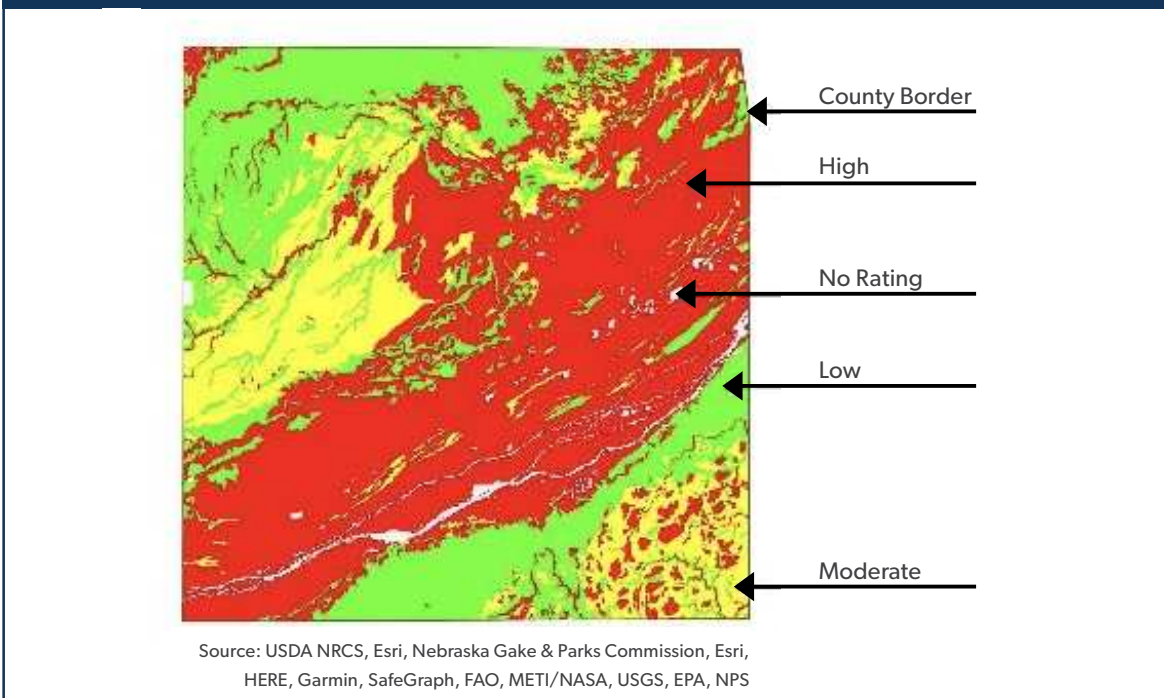 County Border
High
No Rating
Low
Moderate
Source: USDA NRCS, Esri, Nebraska Gake & Parks Commission, Esri,
HERE, Garmin, SafeGraph, FAO, METI/NASA, USGS, EPA, NPS